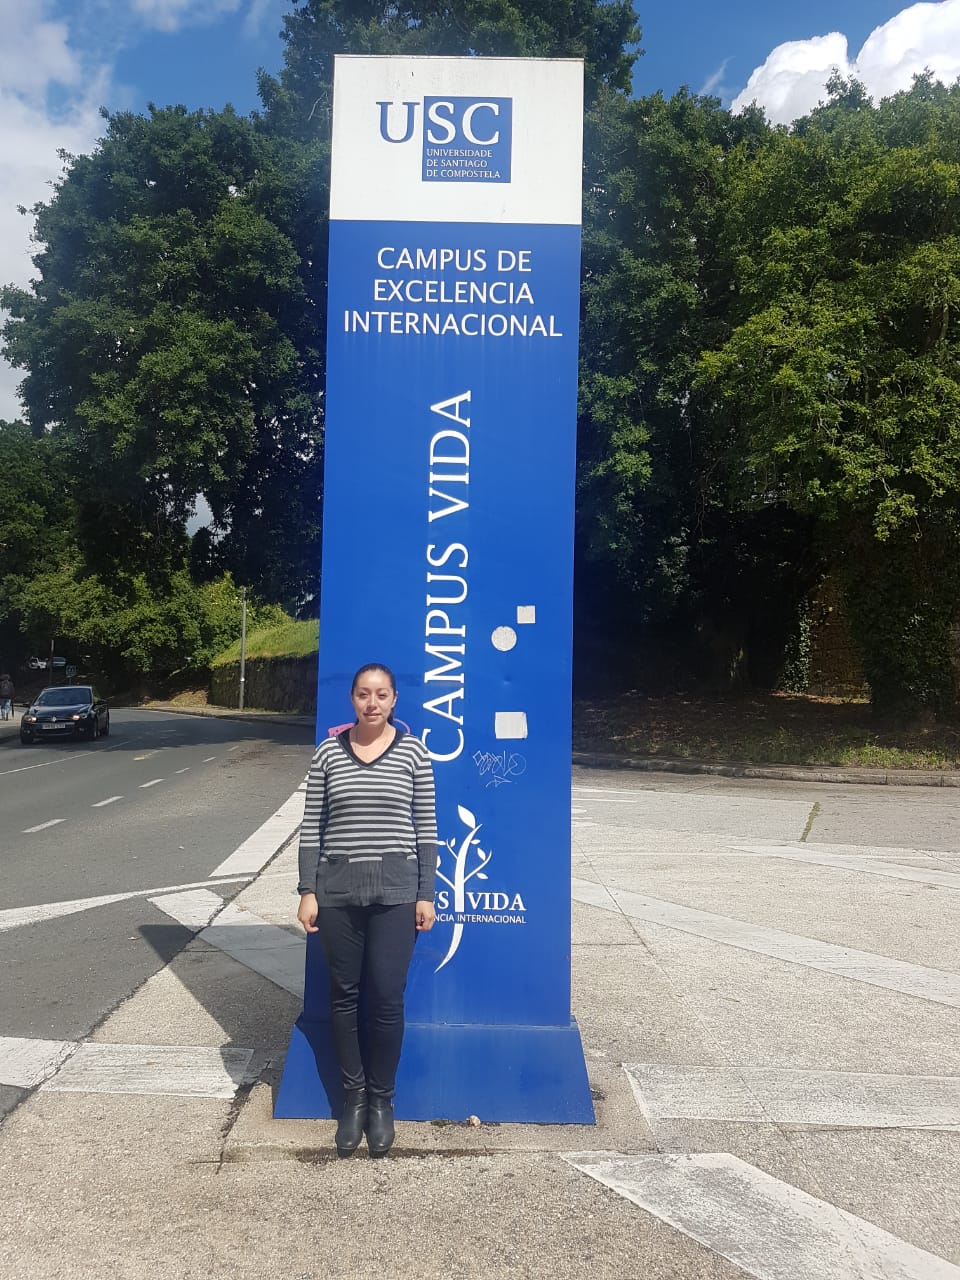 USC
UNIVERSIDADE
DE SANTIAGO
DE COMPOSTELA
CAMPUS DE
EXCELENCIA
INTERNACIONAL
CAMPUS VIDA
VIDA
INTERNACIONAL